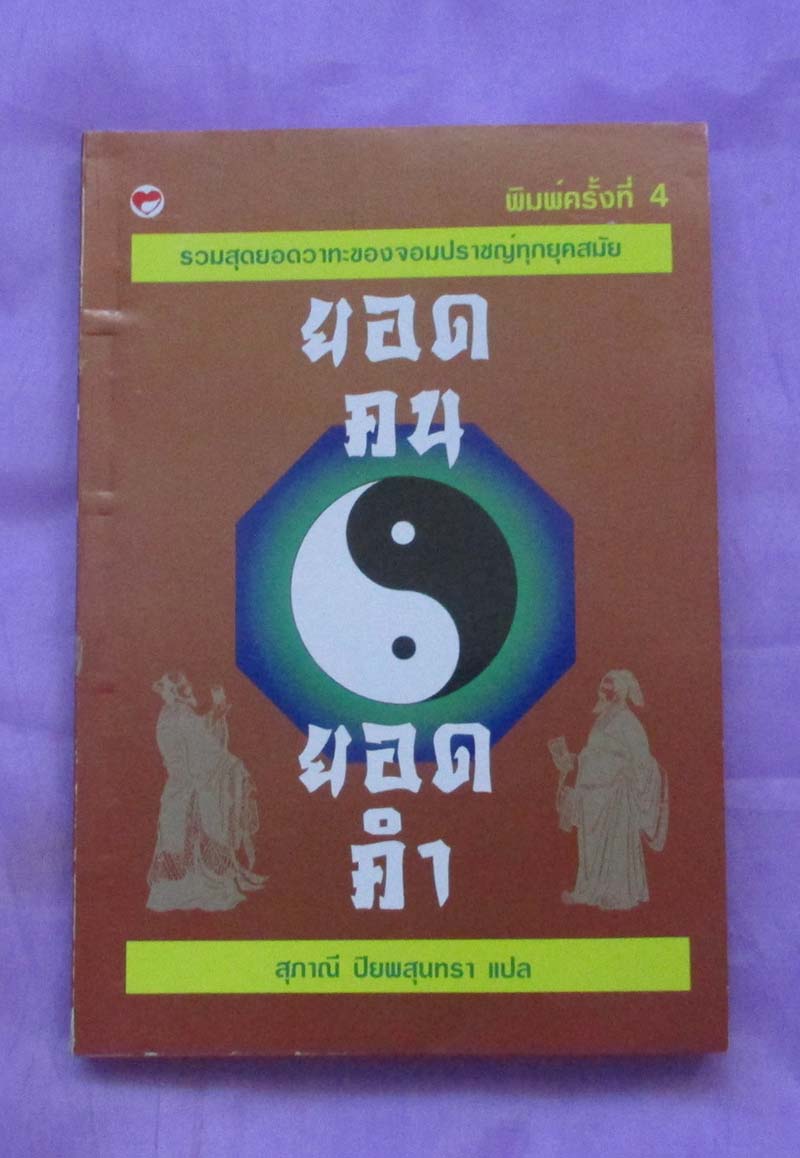 พิมพ์ครั้งที่ 4
รวมสุดยอดวาทะของจอมปราชญ์ทุกยุคสมัย
ยอด
คน
ยอด
คำ
สุภาณี ปิยพสุนทรา แปล